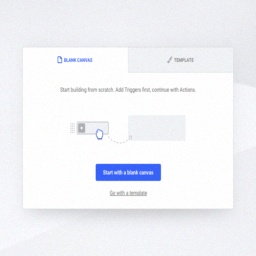 BLANK CANVAS
TEMPLATE
Start building from scratch. Add Triggers first, continue with Actions.
Start with a blank canvas
Go with a template